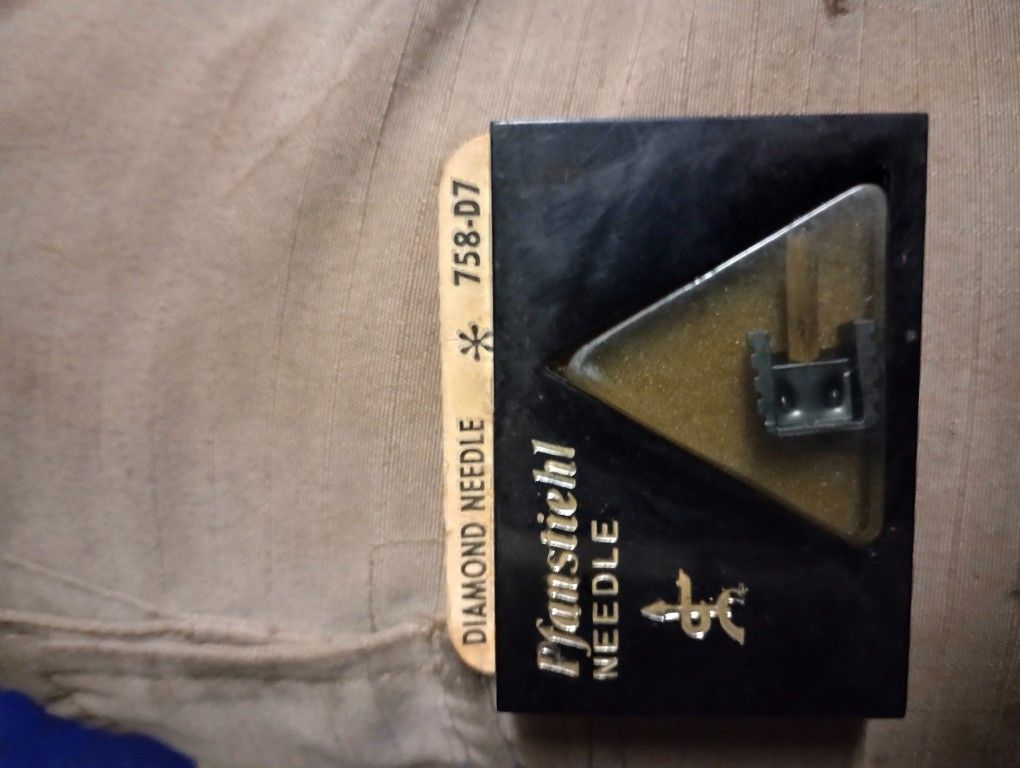 DIAMOND NEEDLE * 758-D7
Pfanstiehl
NEEDLE